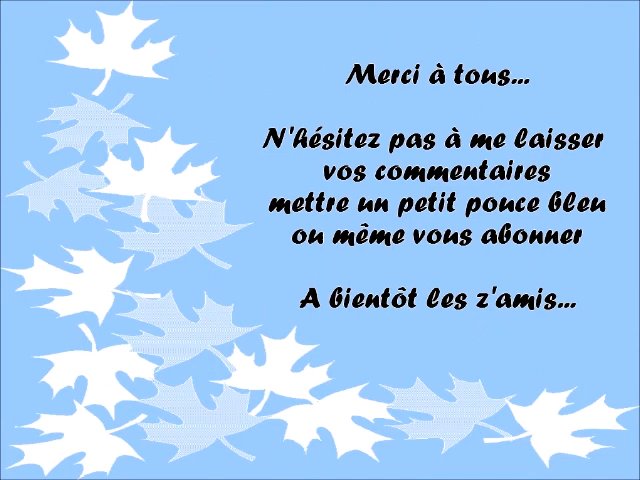 Merci à tous...
N'hésitez pas à me laisser
vos commentaires
mettre un petit pouce bleu
ou même vous abonner
A bientôt les z'amis...